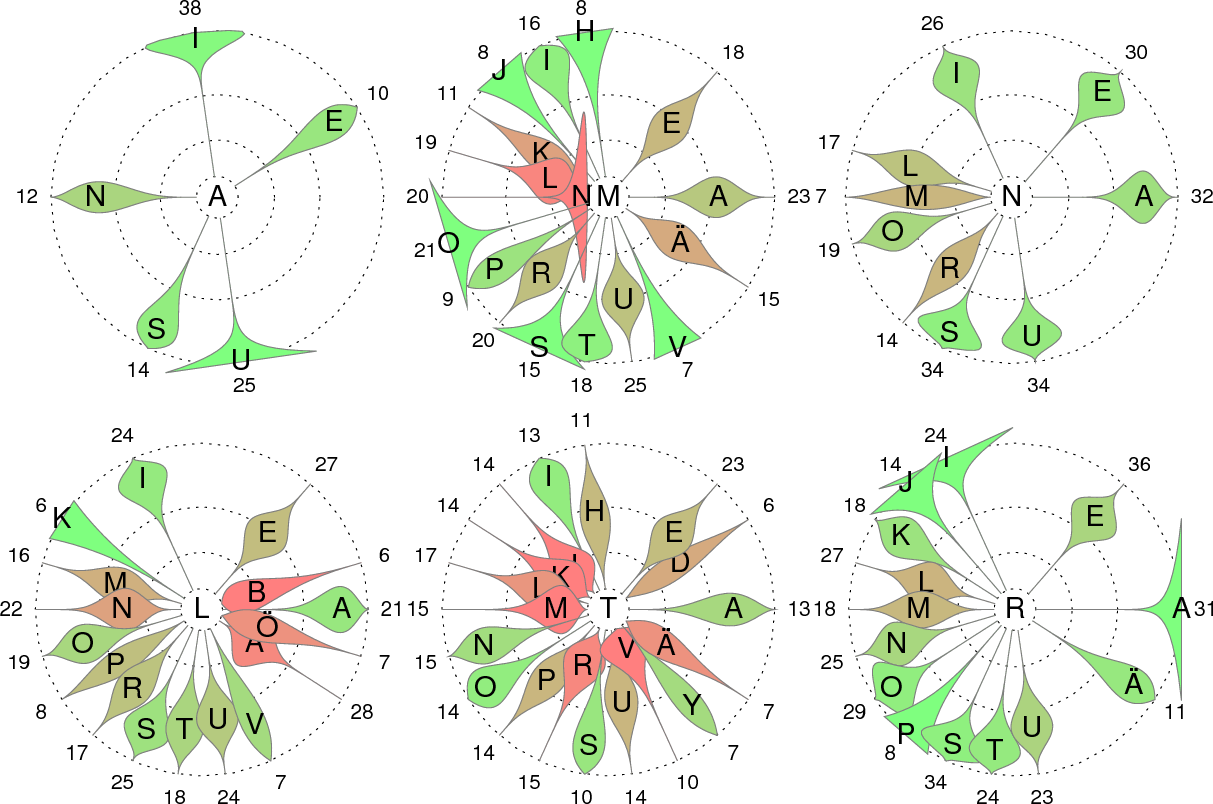 38
I
E 10
12 N A
S
14
U
25
8
H
16
I
8
J
18
E
11
K
19
L
20 N M A 23
21 O
Ä
15
P
9
R
20
S
15
T
18
U
25
V
7
26
I
30
E
17
L
7 M N A 32
O
19
R
14
S
34
U
34
24
I
27
E
6
K
16
M
B
6
22 N L A 21
Ö
7
O
19
Ä
28
P
8
R
17
S
25
T
18
U
24
V
7
11
H
13
I
14
14
K
17
L
23
E
6
D
15 M T A 13
N
15
O
14
P
14
R
15
S
10
U
14
V
10
Y
7
Ä
7
24
I
14
J
18
K
27
L
36
E
18 M R A 31
N
25
O
29
P
8
S
34
T
24
U
23
Ä
11